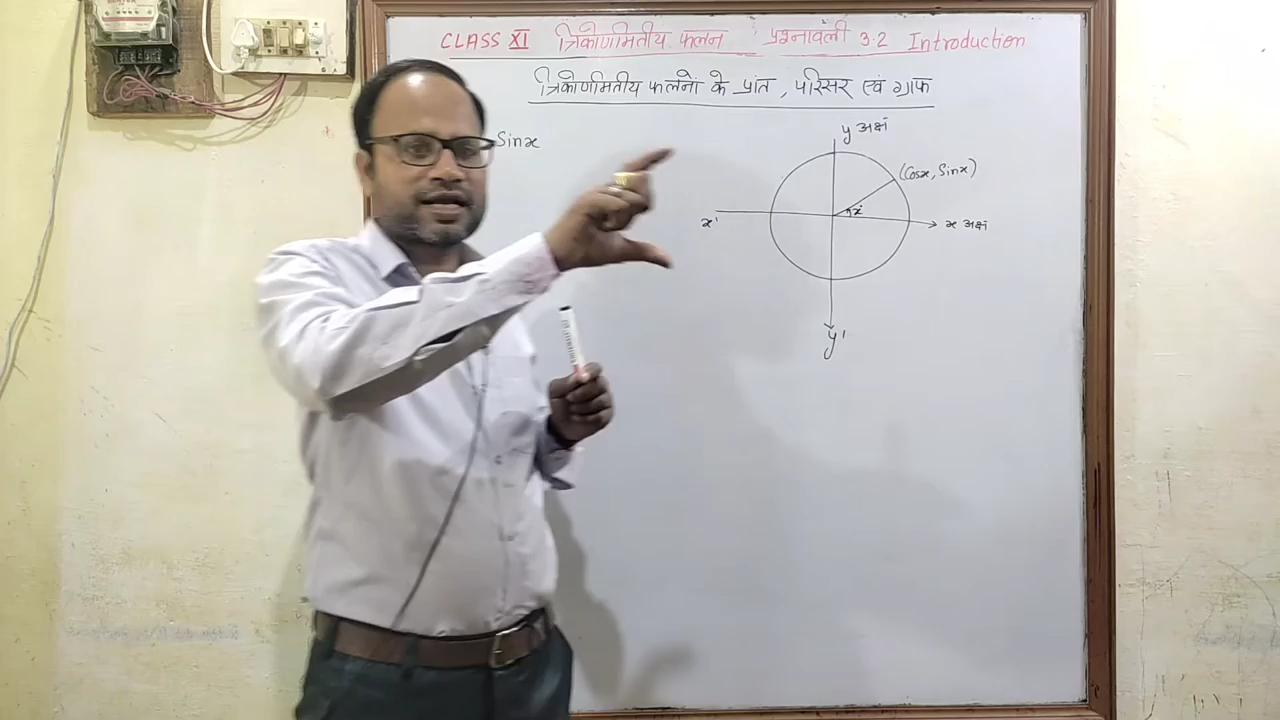 CLASS XI त्रिकोणमितीय फलन प्रश्नावली 3.2 Introduction
त्रिकोणमितीय फलनों के प्रांत, परिसर एवं ग्राफ
Sinx
y अक्षं
(Cosx, Sinx)
x
x'
x अक्षं
y'